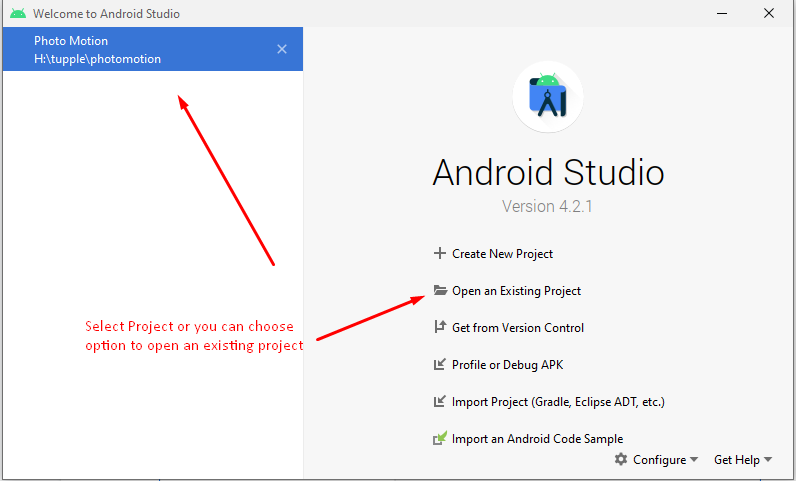 Welcome to Android Studio
Photo Motion
H:\tupple\photomotion
Android Studio
Version 4.2.1
Create New Project
Open an Existing Project
Get from Version Control
Profile or Debug APK
Import Project (Gradle, Eclipse ADT, etc.)
Import an Android Code Sample
Configure
Get Help
Select Project or you can choose
option to open an existing project